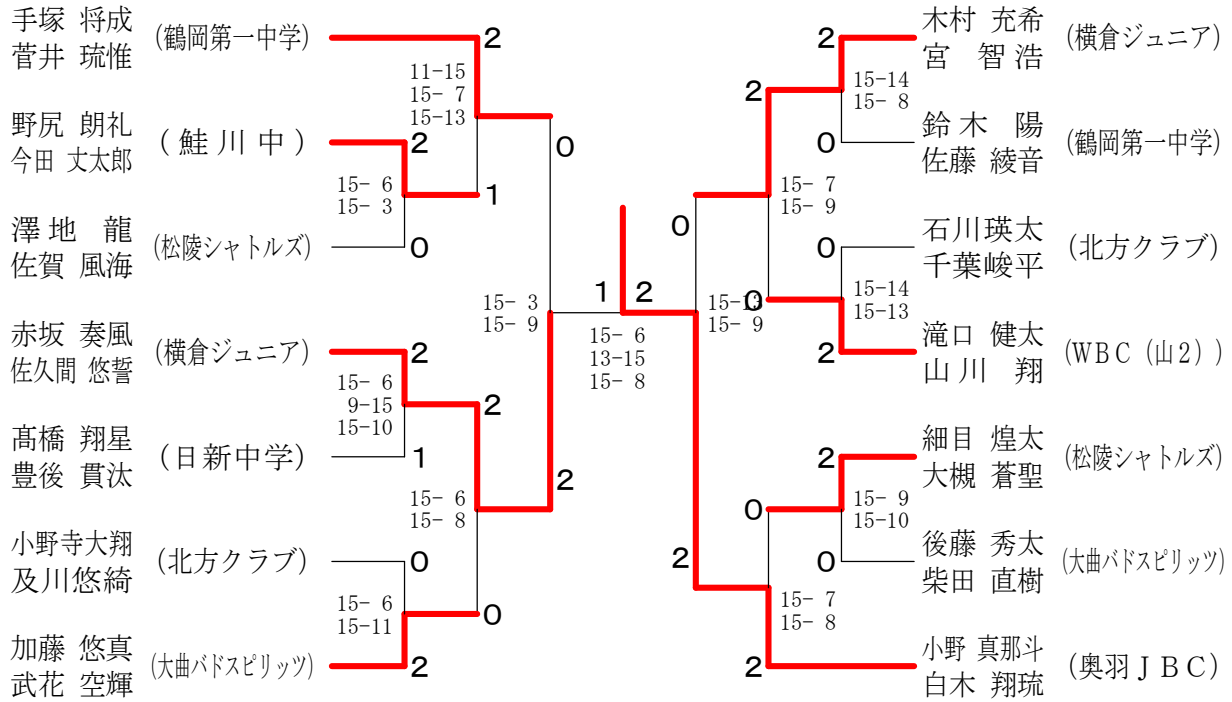 手塚 将成
菅井 琉惟
(鶴岡第一中学)
2
11-15
15- 7
15-13
野尻 朗礼
今田 丈太郎
(鮭川中)
2
15- 6
15- 3
1
澤地 龍
佐賀 風海
(松陵シャトルズ)
0
0
15- 3
15- 9
赤坂 奏風
佐久間 悠誓
(横倉ジュニア)
2
15- 6
9-15
15-10
2
髙橋 翔星
豊後 貫汰
(日新中学)
1
2
15- 6
15- 8
小野寺大翔
及川悠綺
(北方クラブ)
0
15- 6
15-11
0
加藤 悠真
武花 空輝
(大曲バドスピリッツ)
2
1
2
15- 6
13-15
15- 8
木村 充希
宮 智浩
(横倉ジュニア)
2
15-14
15- 8
2
鈴木 陽
佐藤 綾音
(鶴岡第一中学)
0
15- 7
15- 9
0
石川瑛太
千葉峻平
(北方クラブ)
0
15-14
15-13
0
15-13
15- 9
滝口 健太
山川 翔
(WBC(山2))
2
細目 煌太
大槻 蒼聖
(松陵シャトルズ)
2
15- 9
15-10
0
後藤 秀太
柴田 直樹
(大曲バドスピリッツ)
0
2
15- 7
15- 8
小野 真那斗
白木 翔琉
(奥羽JBC)
2